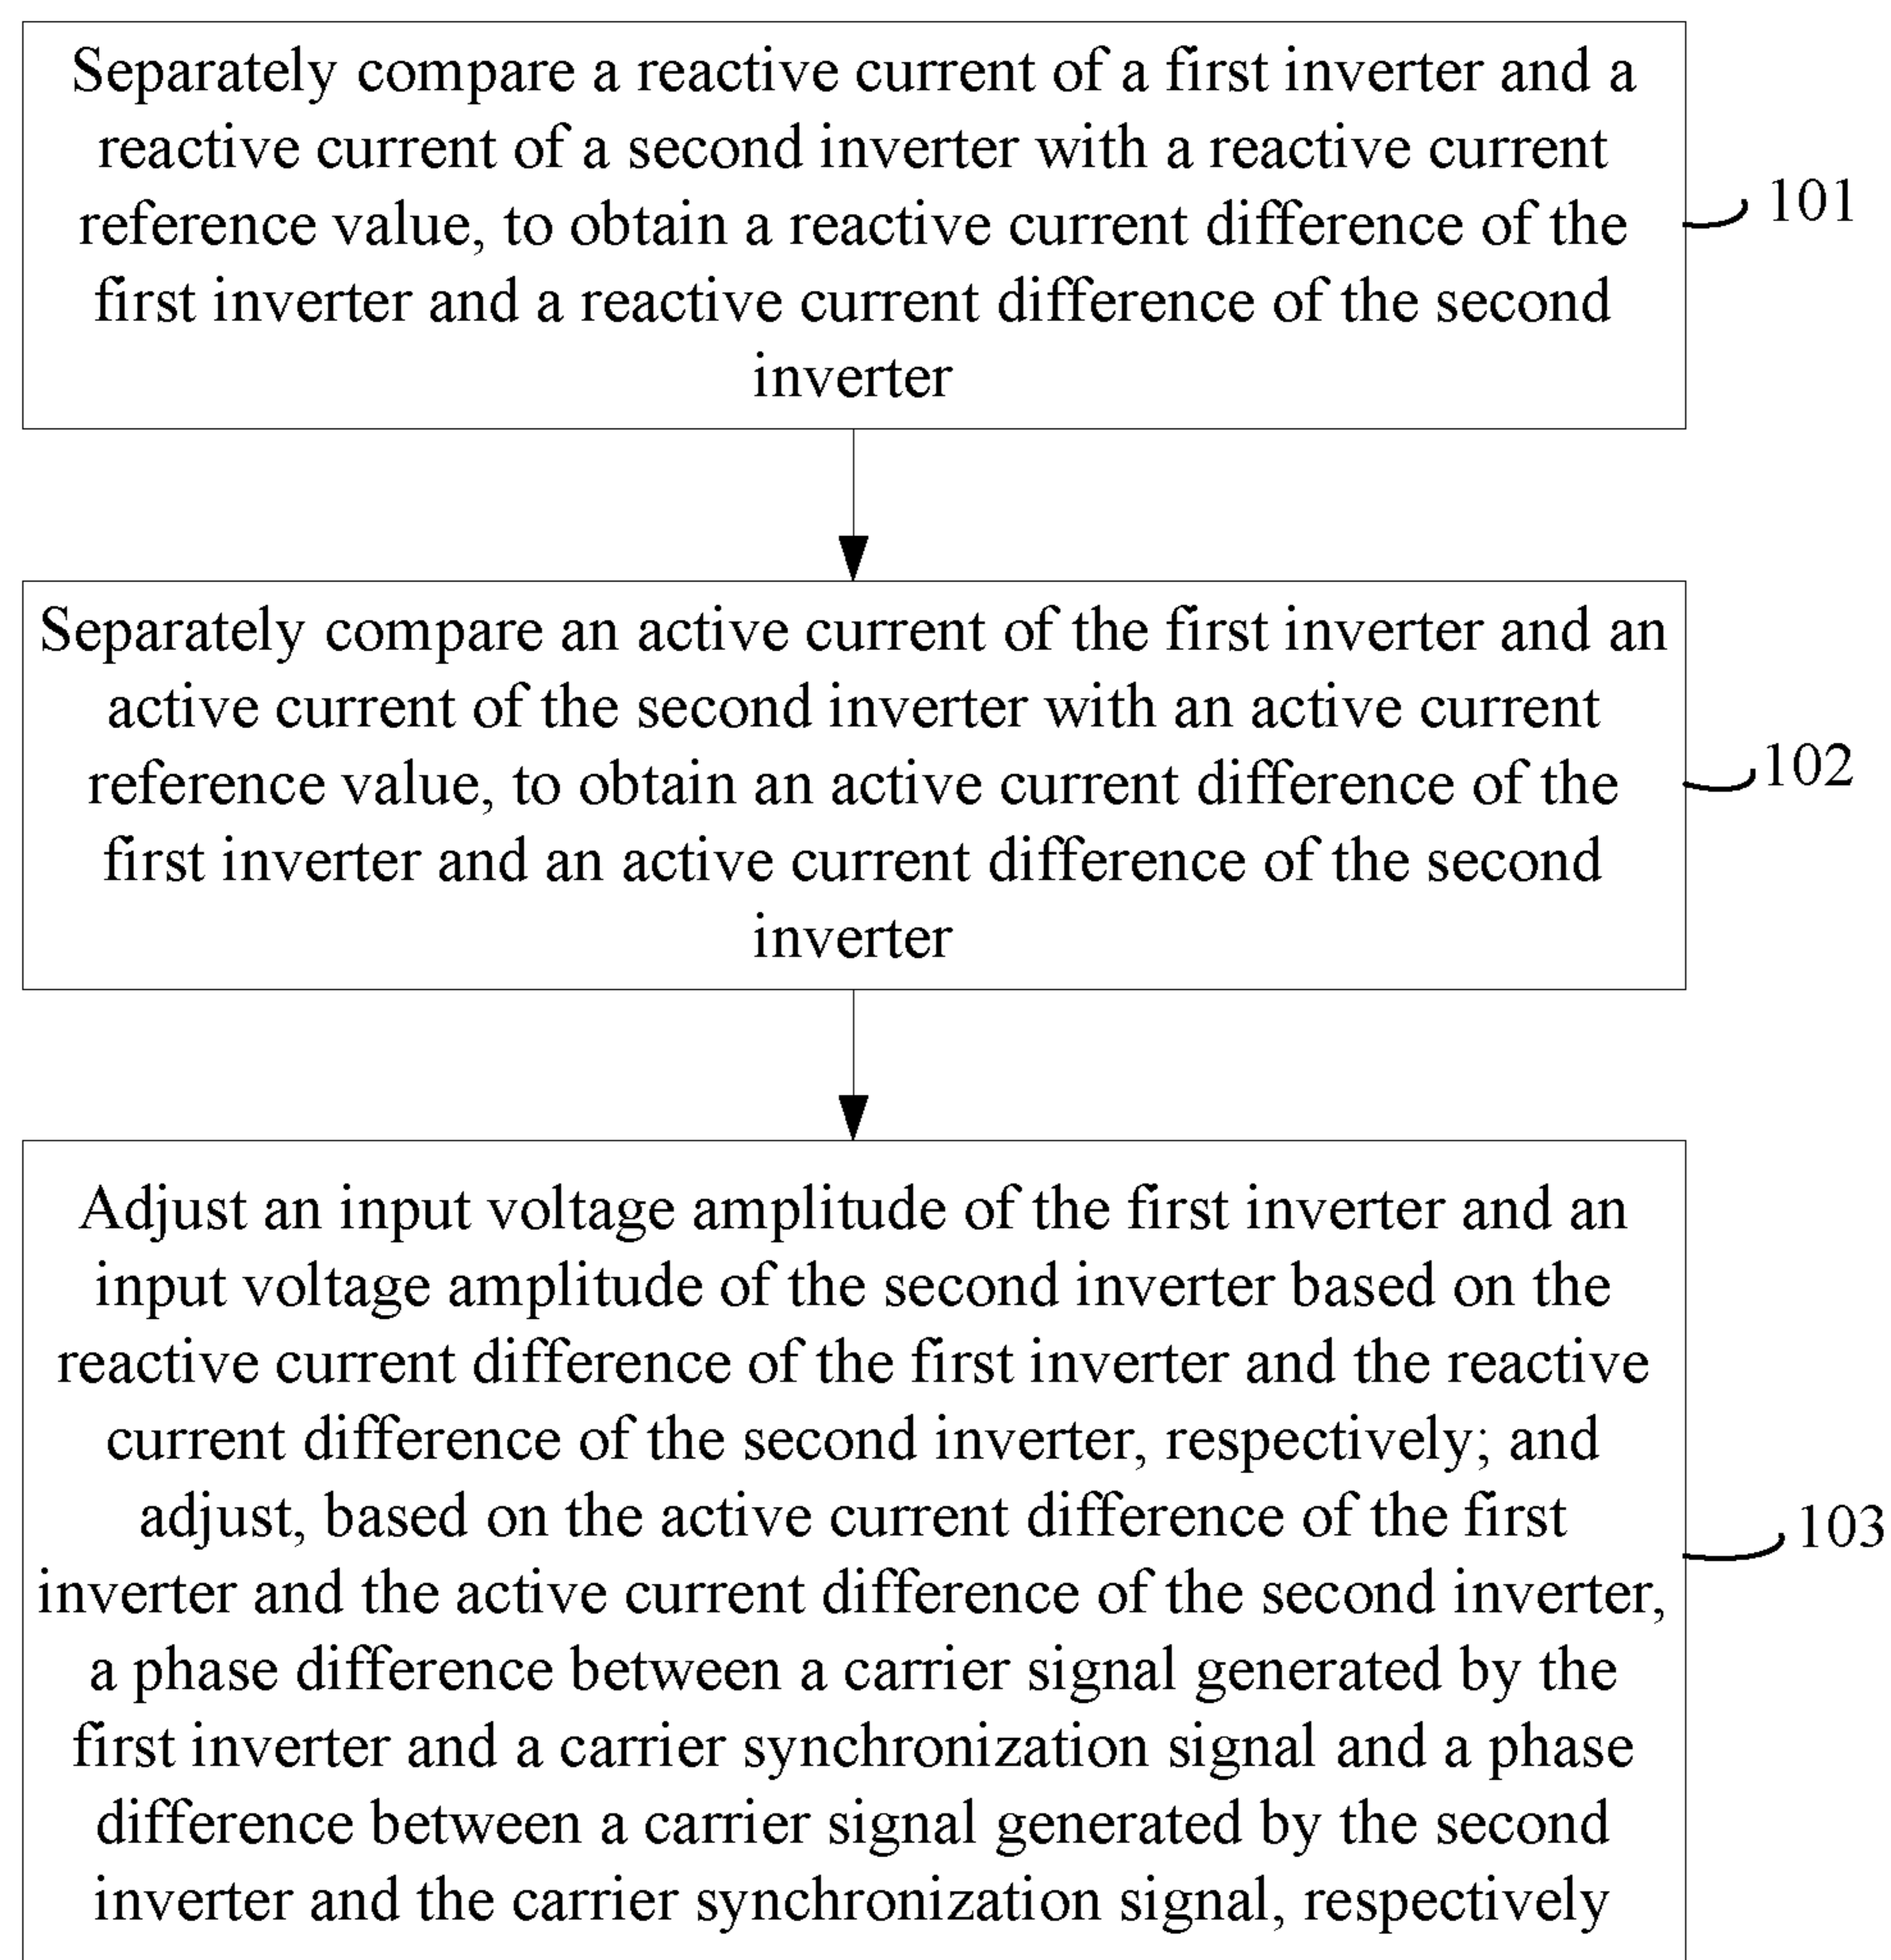 Separately compare a reactive current of a first inverter and a
reactive current of a second inverter with a reactive current
reference value, to obtain a reactive current difference of the
first inverter and a reactive current difference of the second
inverter
101
Separately compare an active current of the first inverter and an
active current of the second inverter with an active current
reference value, to obtain an active current difference of the
first inverter and an active current difference of the second
inverter
102
Adjust an input voltage amplitude of the first inverter and an
input voltage amplitude of the second inverter based on the
reactive current difference of the first inverter and the reactive
current difference of the second inverter, respectively; and
adjust, based on the active current difference of the first
inverter and the active current difference of the second inverter,
a phase difference between a carrier signal generated by the
first inverter and a carrier synchronization signal and a phase
difference between a carrier signal generated by the second
inverter and the carrier synchronization signal, respectively
103